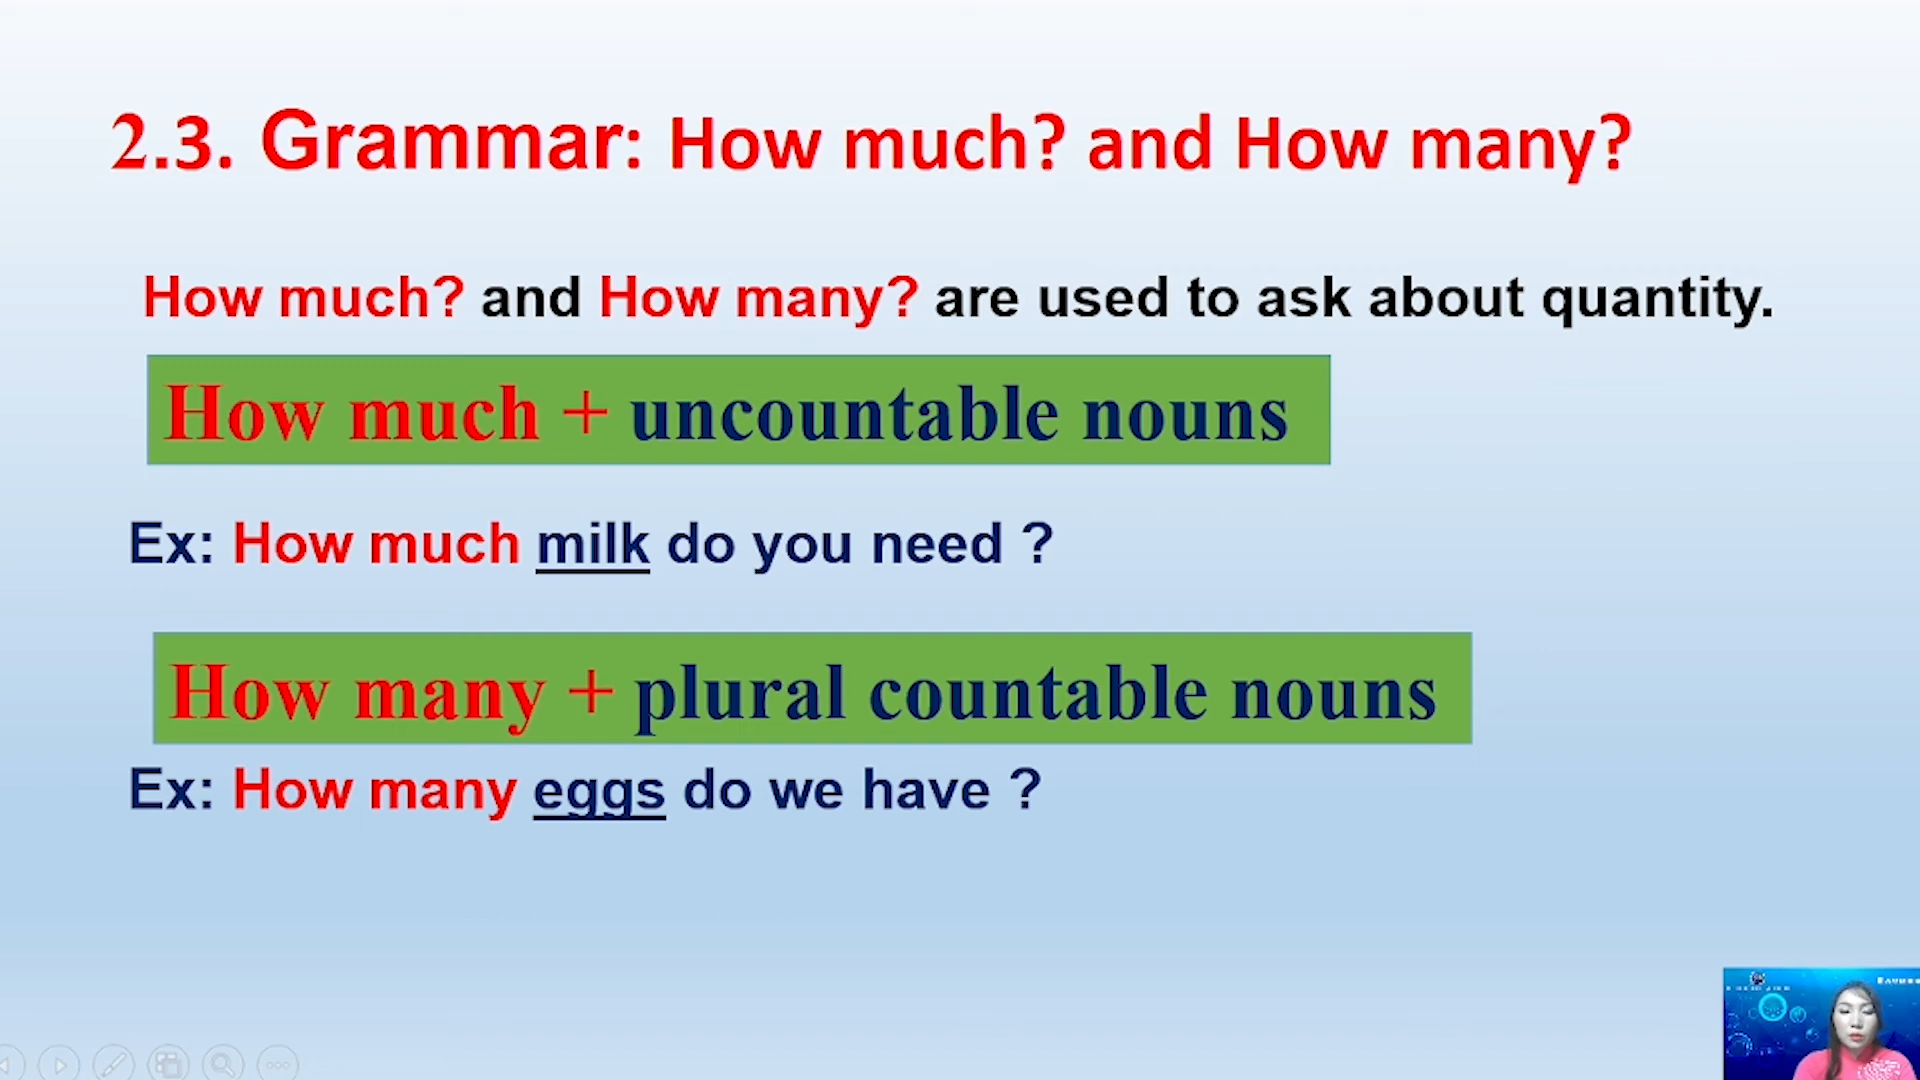 2.3. Grammar: How much? and How many?
How much? and How many? are used to ask about quantity.
How much + uncountable nouns
Ex: How much milk do you need ?
How many + plural countable nouns
Ex: How many eggs do we have ?